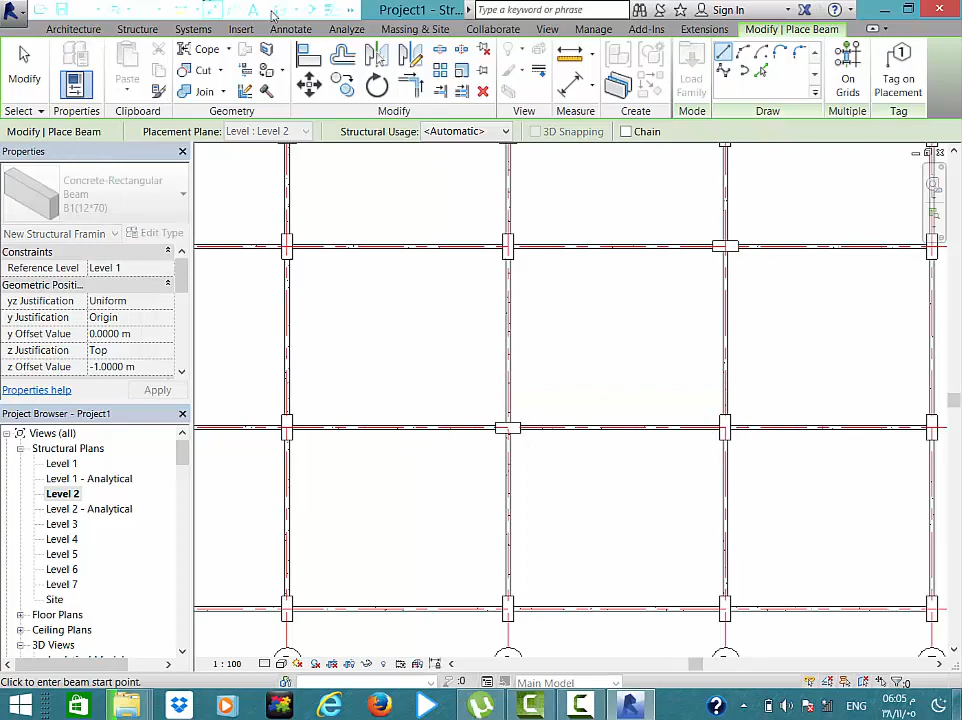 Project1 - Str...
Type a keyword or phrase
Sign In
Architecture Structure Systems Insert Annotate Analyze Massing & Site Collaborate View Manage Add-Ins Extensions Modify | Place Beam
Modify
Paste
Cope
Cut
Join
Load
Family
On
Grids
Tag on
Placement
Select Properties Clipboard Geometry Modify View Measure Create Mode Draw Multiple Tag
Modify | Place Beam Placement Plane: Level : Level 2 Structural Usage: <Automatic> 3D Snapping Chain
Properties
Concrete-Rectangular
Beam
B1(12*70)
New Structural Framin Edit Type
Constraints
Reference Level Level 1
Geometric Positi...
yz Justification Uniform
y Justification Origin
y Offset Value 0.0000 m
z Justification Top
z Offset Value -1.0000 m
Properties help Apply
Project Browser - Project1
Views (all)
Structural Plans
Level 1
Level 1 - Analytical
Level 2
Level 2 - Analytical
Level 3
Level 4
Level 5
Level 6
Level 7
Site
Floor Plans
Ceiling Plans
3D Views
1 : 100
Click to enter beam start point.
:0
Main Model
:0
ENG
06:05 م